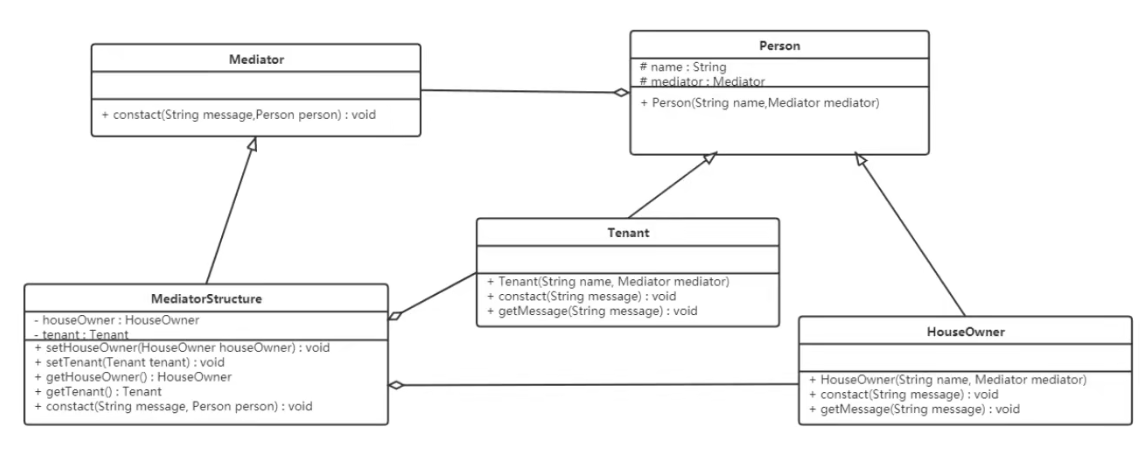 Mediator
+ constact(String message,Person person) : void
Person
# name : String
# mediator : Mediator
+ Person(String name,Mediator mediator)
Tenant
+ Tenant(String name, Mediator mediator)
+ constact(String message) : void
+ getMessage(String message) : void
MediatorStructure
- houseOwner : HouseOwner
- tenant : Tenant
+ setHouseOwner(HouseOwner houseOwner) : void
+ setTenant(Tenant tenant) : void
+ getHouseOwner() : HouseOwner
+ getTenant() : Tenant
+ constact(String message, Person person) : void
HouseOwner
+ HouseOwner(String name, Mediator mediator)
+ constact(String message) : void
+ getMessage(String message) : void